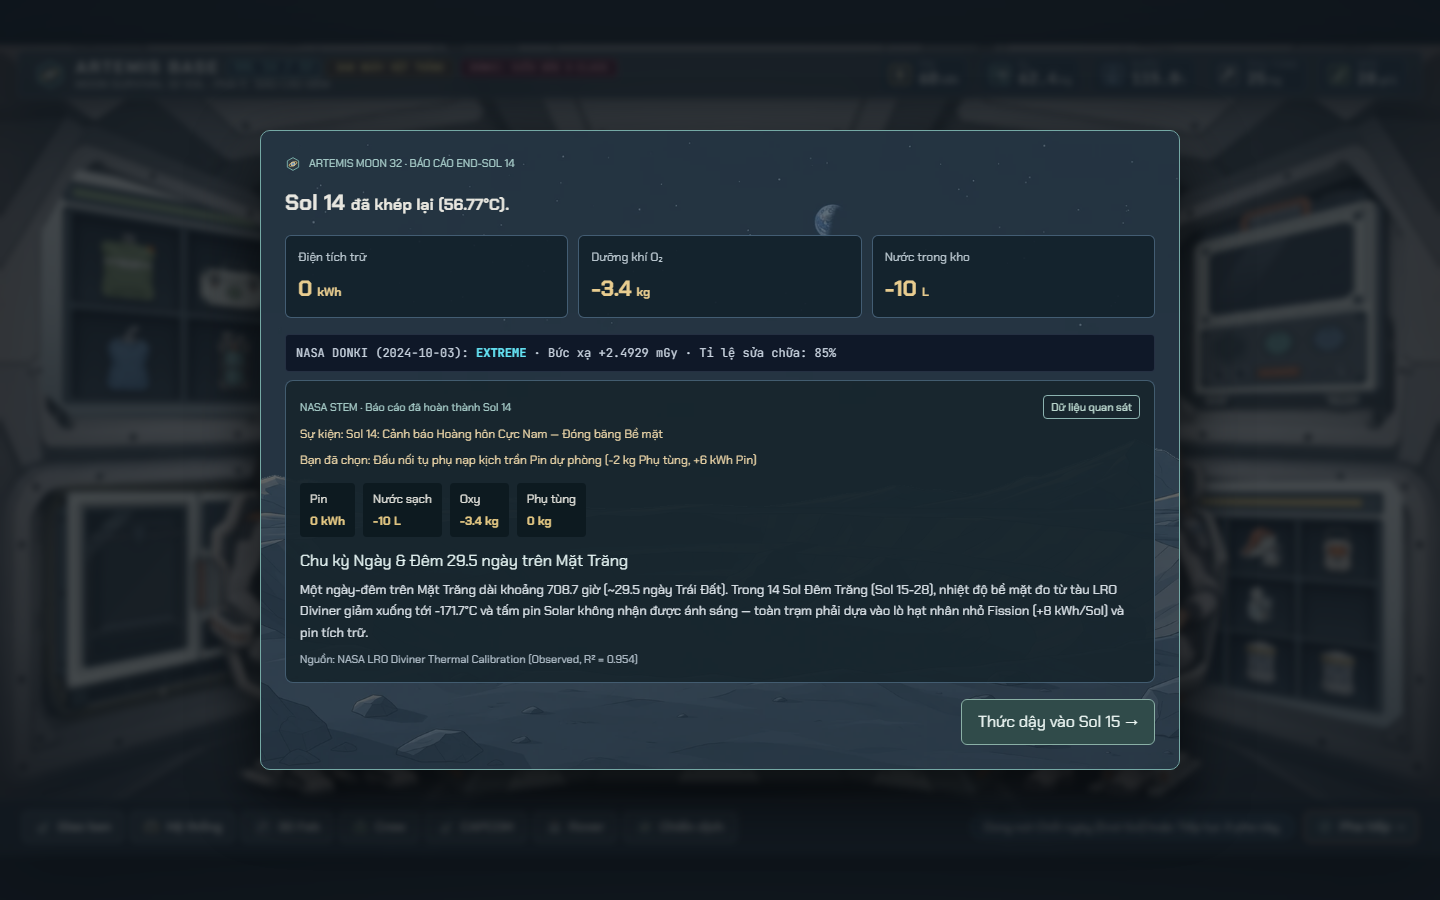 ARTEMIS BASE
ARTEMIS MOON 32 · BÁO CÁO END-SOL 14
Sol 14 đã khép lại (56.77°C).
Điện tích trữ
0 kWh
Dưỡng khí O₂
-3.4 kg
Nước trong kho
-10 L
NASA DONKI (2024-10-03): EXTREME · Bức xạ +2.4929 mGy · Tỉ lệ sửa chữa: 85%
NASA STEM · Báo cáo đã hoàn thành Sol 14
Dữ liệu quan sát
Sự kiện: Sol 14: Cảnh báo Hoàng hôn Cực Nam — Đóng băng Bề mặt
Bạn đã chọn: Đấu nối tụ phụ nạp kịch trần Pin dự phòng (-2 kg Phụ tùng, +6 kWh Pin)
Pin
0 kWh
Nước sạch
-10 L
Oxy
-3.4 kg
Phụ tùng
0 kg
Chu kỳ Ngày & Đêm 29.5 ngày trên Mặt Trăng
Một ngày-đêm trên Mặt Trăng dài khoảng 708.7 giờ (~29.5 ngày Trái Đất). Trong 14 Sol Đêm Trăng (Sol 15-28), nhiệt độ bề mặt đo từ tàu LRO
Diviner giảm xuống tới -171.7°C và tấm pin Solar không nhận được ánh sáng — toàn trạm phải dựa vào lò hạt nhân nhỏ Fission (+8 kWh/Sol) và
pin tích trữ.
Nguồn: NASA LRO Diviner Thermal Calibration (Observed, R² = 0.954)
Thức dậy vào Sol 15 →